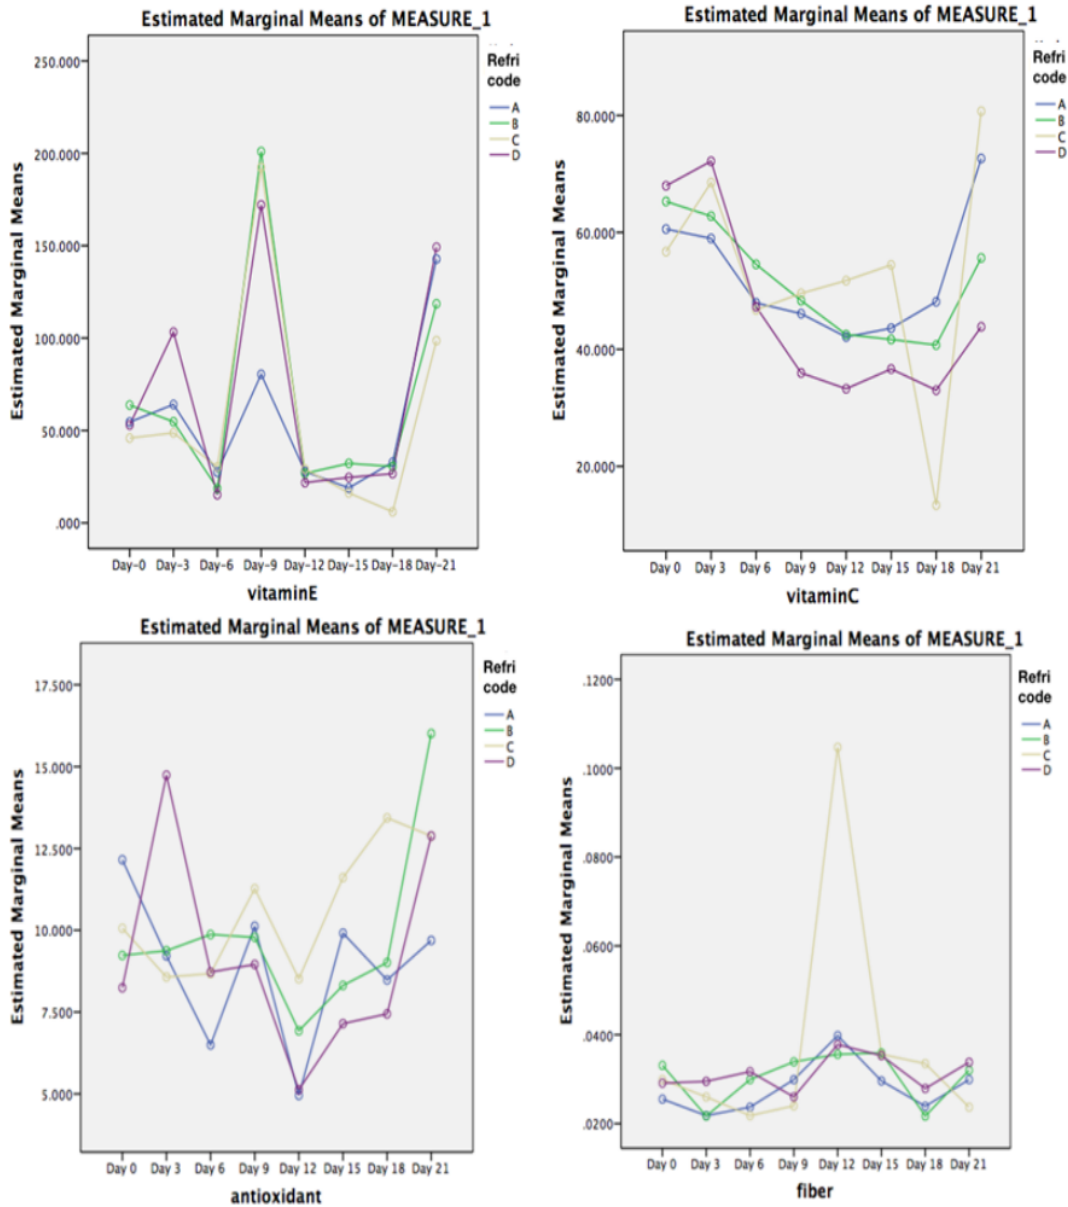 Estimated Marginal Means of MEASURE_1
Refri
code
A
B
C
D
Estimated Marginal Means
250.000
200.000
150.000
100.000
50.000
.000
Day-0 Day-3 Day-6 Day-9 Day-12 Day-15 Day-18 Day-21
vitaminE
Estimated Marginal Means of MEASURE_1
Refri
code
A
B
C
D
Estimated Marginal Means
80.000
60.000
40.000
20.000
Day 0 Day 3 Day 6 Day 9 Day 12 Day 15 Day 18 Day 21
vitaminC
Estimated Marginal Means of MEASURE_1
Refri
code
A
B
C
D
Estimated Marginal Means
17.500
15.000
12.500
10.000
7.500
5.000
Day 0 Day 3 Day 6 Day 9 Day 12 Day 15 Day 18 Day 21
antioxidant
Estimated Marginal Means of MEASURE_1
Refri
code
A
B
C
D
Estimated Marginal Means
.1200
.1000
.0800
.0600
.0400
.0200
Day 0 Day 3 Day 6 Day 9 Day 12 Day 15 Day 18 Day 21
fiber